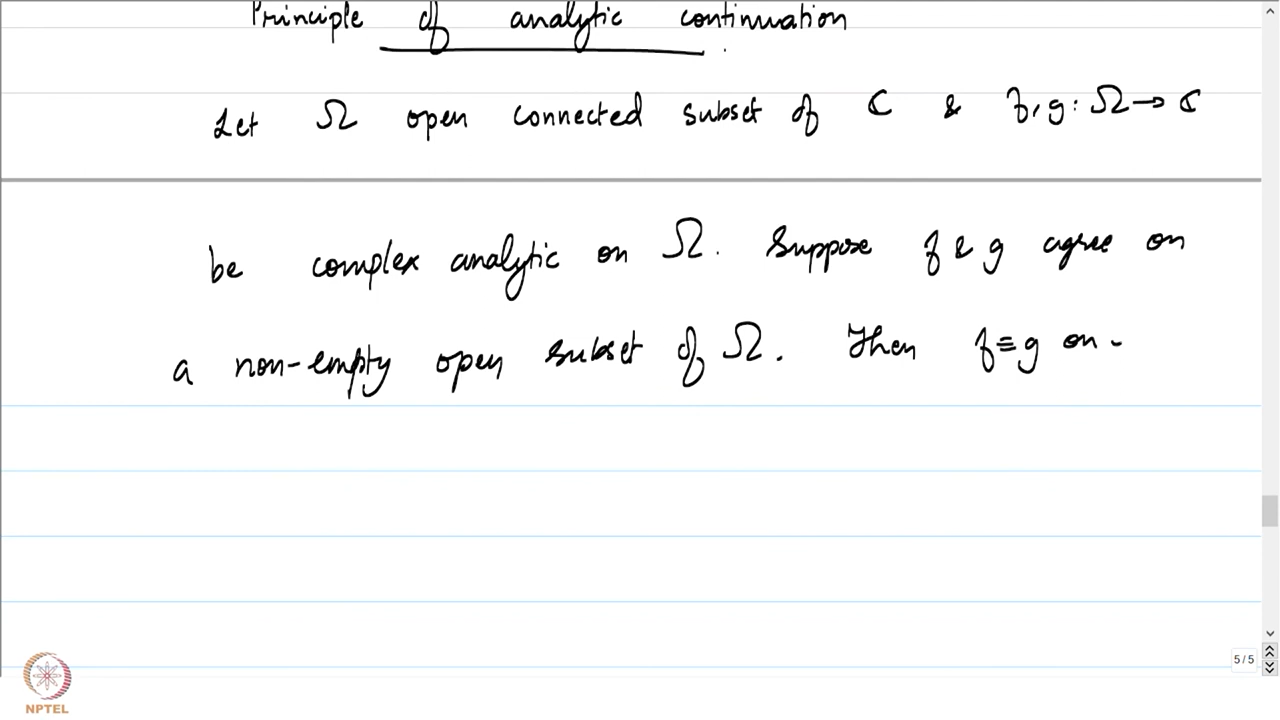 Principle of analytic continuation
Let Ω open connected subset of ℂ & f, g : Ω → ℂ
be complex analytic on Ω. Suppose f & g agree on
a non-empty open subset of Ω. Then f ≡ g on
5 / 5
NPTEL